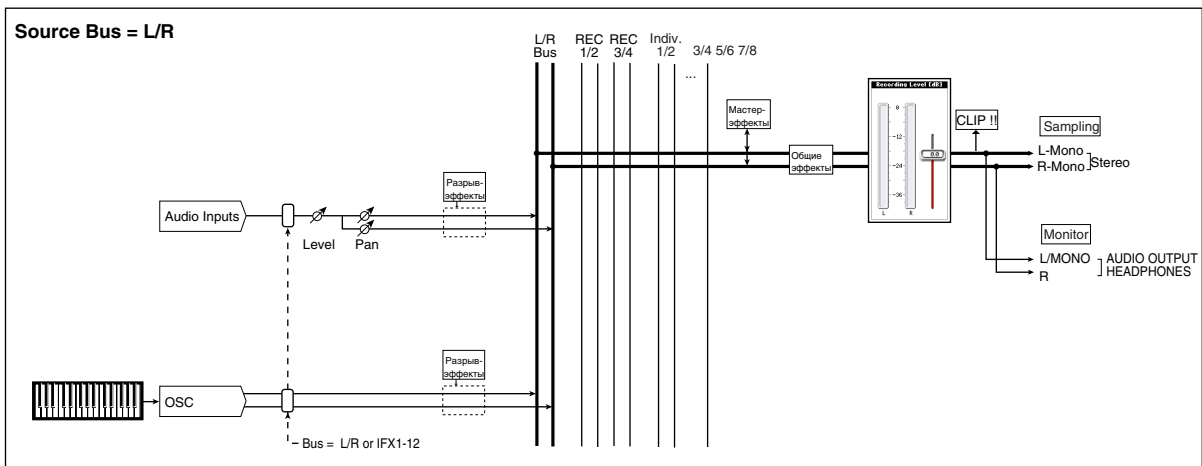 Source Bus = L/R
L/R Bus
REC 1/2
REC 3/4
Indiv. 1/2
3/4 5/6 7/8
...
Мастер-
эффекты
Общие
эффекты
Recording Level [dB]
0
-12
-24
-36
L R
0.0
CLIP !!
Sampling
L-Mono
R-Mono
Stereo
Разрыв-
эффекты
Audio Inputs
Level
Pan
Monitor
L/MONO
R
AUDIO OUTPUT
HEADPHONES
Разрыв-
эффекты
OSC
Bus = L/R or IFX1-12